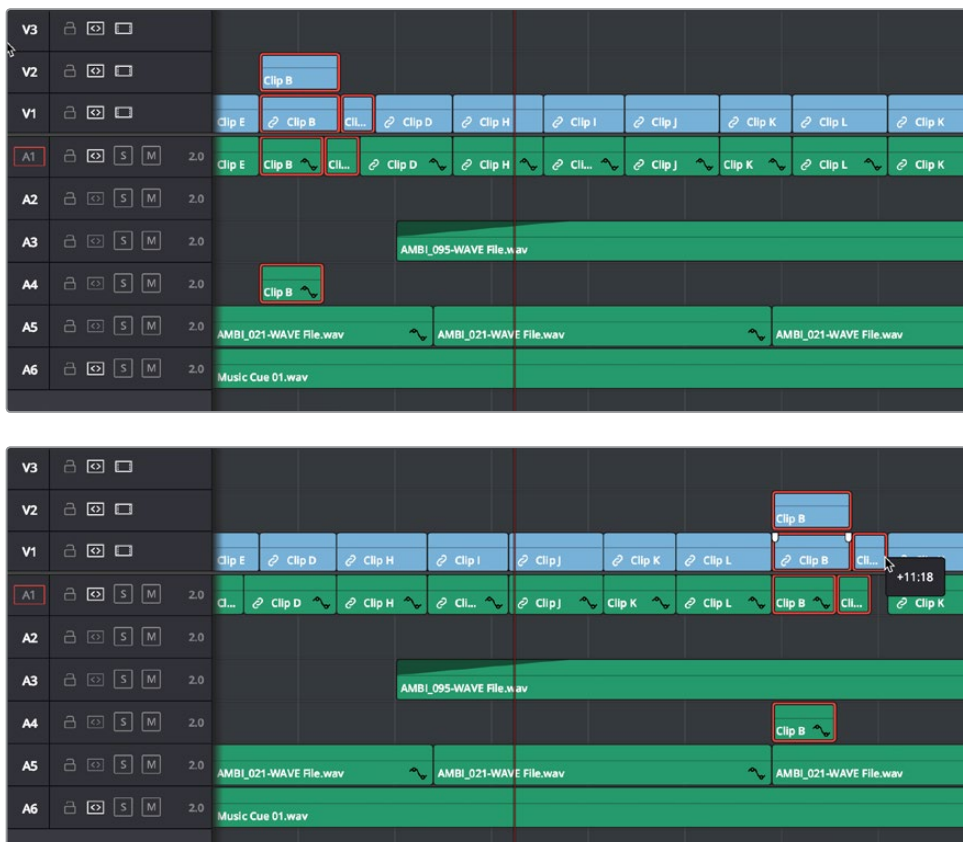 V3
V2
Clip B
V1
Clip E Clip B Cli... Clip D Clip H Clip I Clip J Clip K Clip L Clip K
A1 S M 2.0 Clip E Clip B Cli... Clip D Clip H Cli... Clip J Clip K Clip L Clip K
A2 S M 2.0
A3 S M 2.0 AMBI_095-WAVE File.wav
A4 S M 2.0 Clip B
A5 S M 2.0 AMBI_021-WAVE File.wav AMBI_021-WAVE File.wav AMBI_021-WAVE File.wav
A6 S M 2.0 Music Cue 01.wav
V3
V2
Clip B
V1
Clip E Clip D Clip H Clip I Clip J Clip K Clip L Clip B Cli...
+11:18
A1 S M 2.0 Cl... Clip D Clip H Cli... Clip J Clip K Clip L Clip B Cli... Clip K
A2 S M 2.0
A3 S M 2.0 AMBI_095-WAVE File.wav
A4 S M 2.0 Clip B
A5 S M 2.0 AMBI_021-WAVE File.wav AMBI_021-WAVE File.wav AMBI_021-WAVE File.wav
A6 S M 2.0 Music Cue 01.wav